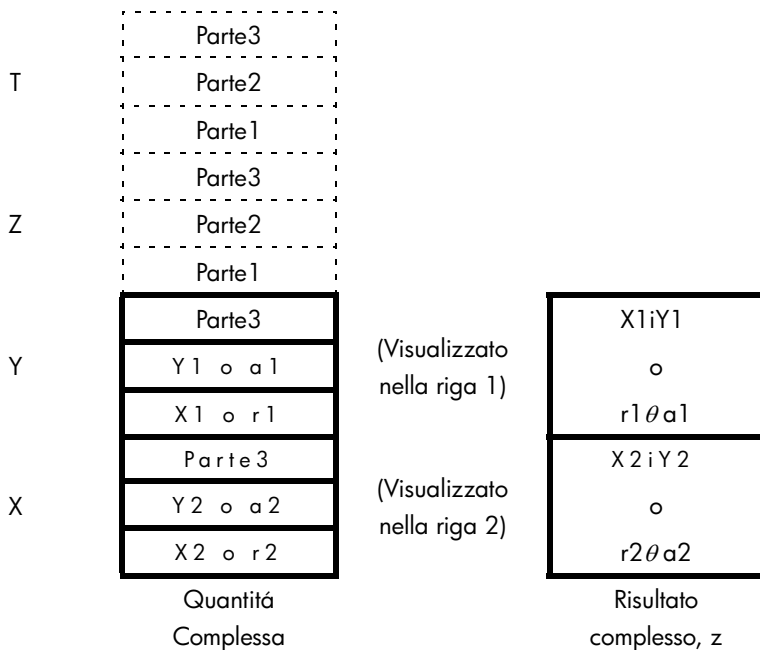 Parte3
T Parte2
Parte1
Parte3
Z Parte2
Parte1
Parte3 X1iY1
Y Y1 o a1 (Visualizzato nella riga 1) o
X1 o r1 r1θa1
Parte3 X2iY2
X Y2 o a2 (Visualizzato nella riga 2) o
X2 o r2 r2θa2
Quantitá Risultato
Complessa complesso, z